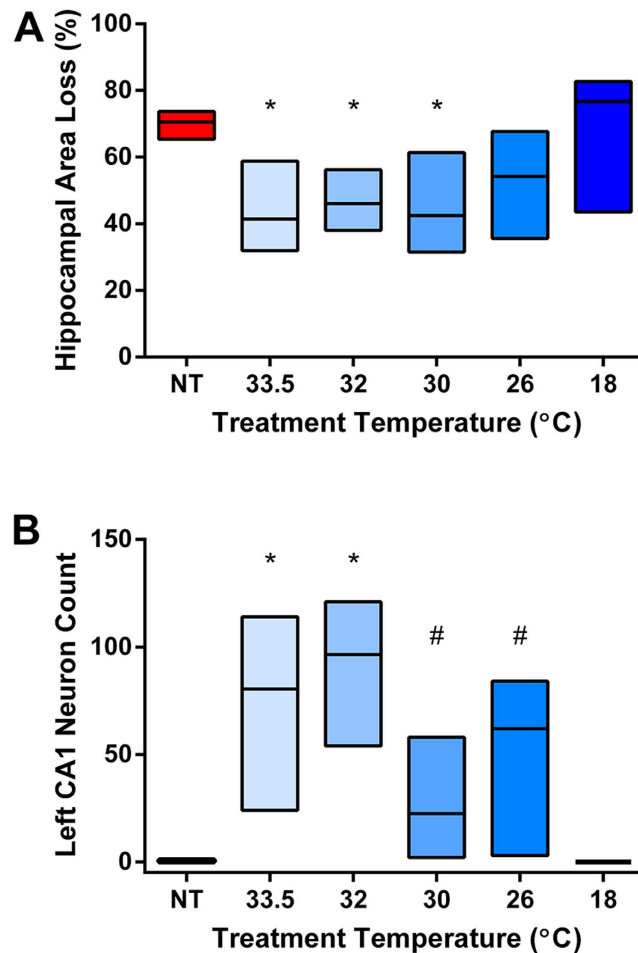 A
Hippocampal Area Loss (%)
100
80
60
40
20
0
* * *
NT 33.5 32 30 26 18
Treatment Temperature (°C)
B
Left CA1 Neuron Count
150
100
50
0
* *
# #
NT 33.5 32 30 26 18
Treatment Temperature (°C)